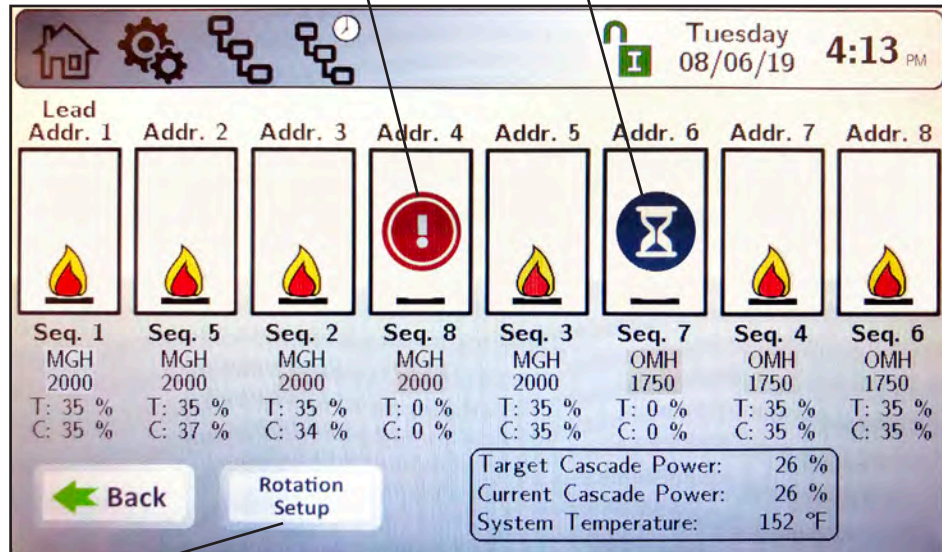 Tuesday
08/06/19
4:13 PM
Lead
Addr. 1 Addr. 2 Addr. 3 Addr. 4 Addr. 5 Addr. 6 Addr. 7 Addr. 8
!
Seq. 1 Seq. 5 Seq. 2 Seq. 8 Seq. 3 Seq. 7 Seq. 4 Seq. 6
MGH MGH MGH MGH MGH OMH OMH OMH
2000 2000 2000 2000 2000 1750 1750 1750
T: 35 % T: 35 % T: 35 % T: 0 % T: 35 % T: 0 % T: 35 % T: 35 %
C: 35 % C: 37 % C: 34 % C: 0 % C: 35 % C: 0 % C: 35 % C: 35 %
Back
Rotation
Setup
Target Cascade Power: 26 %
Current Cascade Power: 26 %
System Temperature: 152 °F